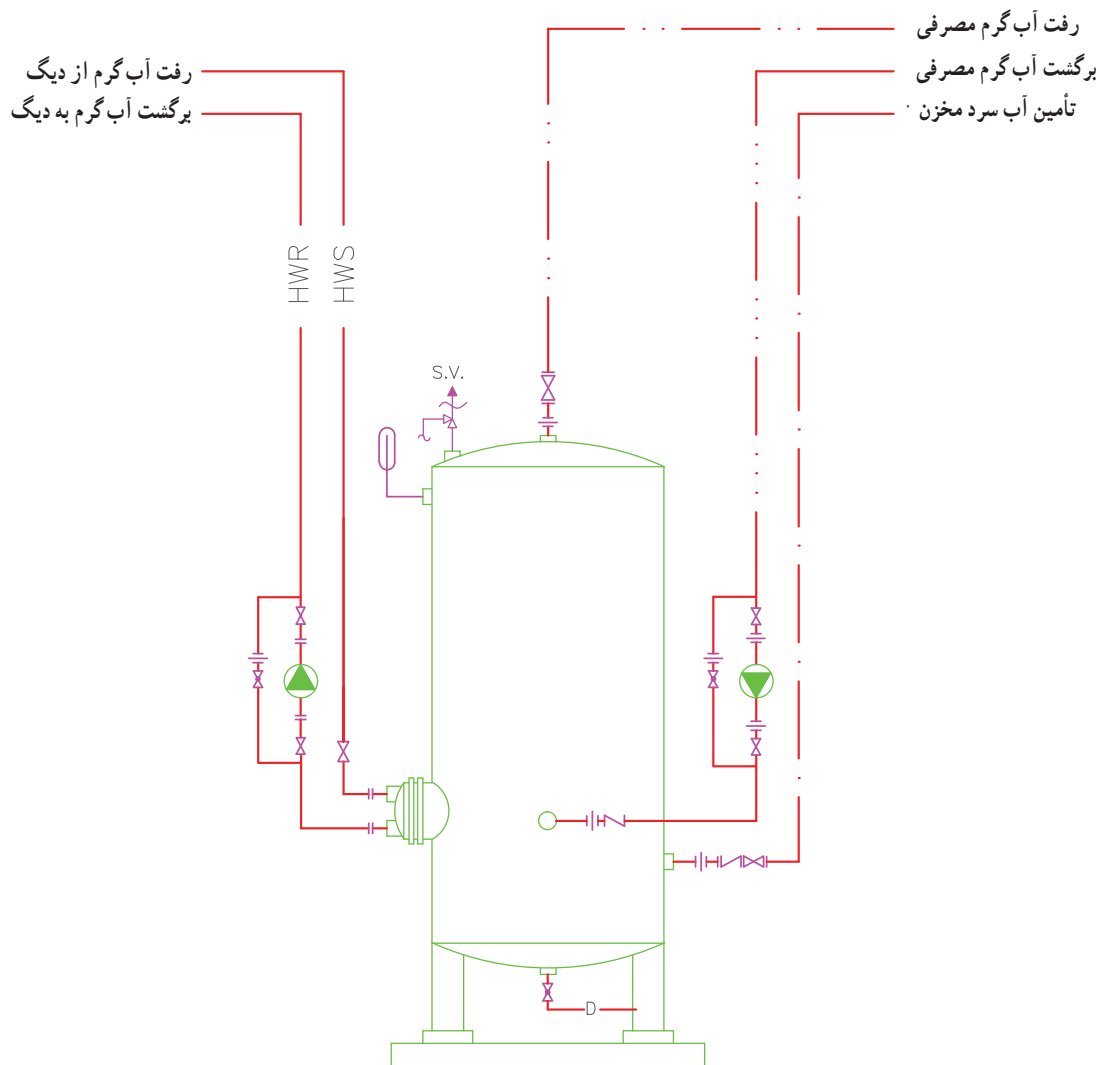 رفت آب گرم مصرفی
برگشت آب گرم مصرفی
تأمین آب سرد مخزن
رفت آب گرم از دیگ
برگشت آب گرم به دیگ
HWR
HWS
S.V.
D